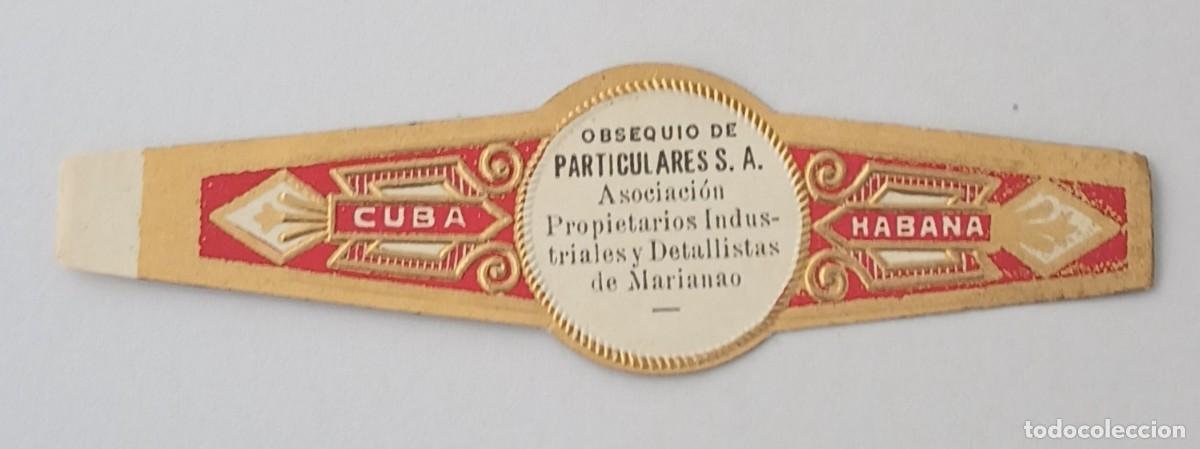 OBSEQUIO DE
PARTICULARES S. A.
Asociación
Propietarios Indus-
triales y Detallistas
de Marianao
—
CUBA
HABANA
todocoleccion